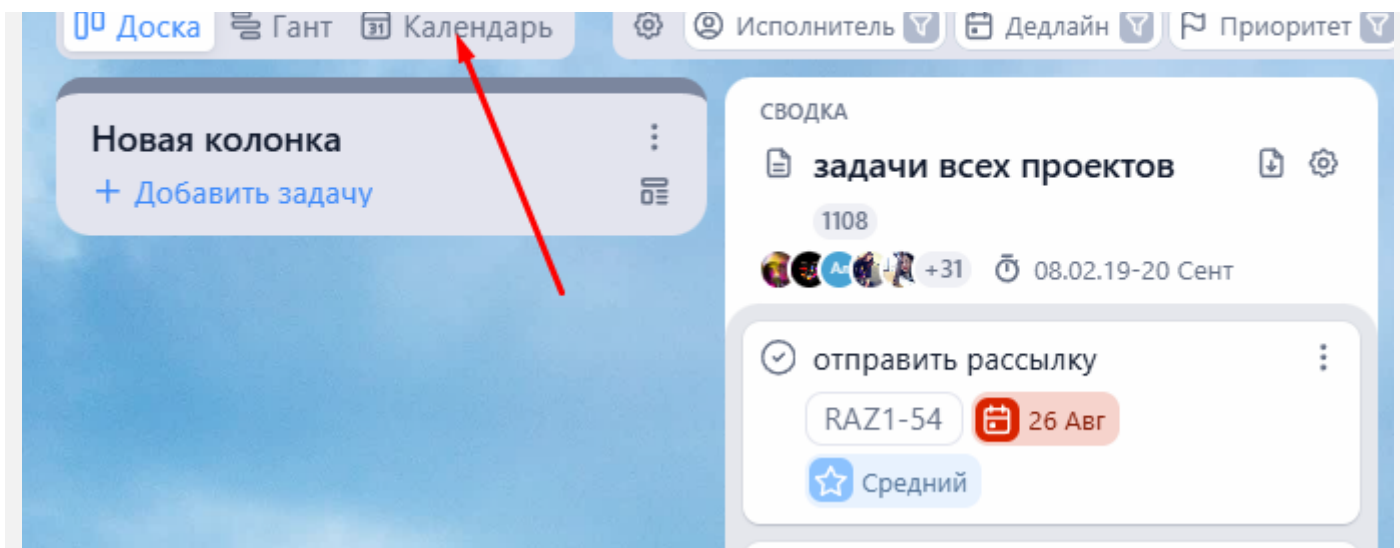 Доска Гант 31 Календарь Исполнитель Дедлайн Приоритет
Новая колонка
+ Добавить задачу
СВОДКА
задачи всех проектов
1108
+31 08.02.19-20 Сент
отправить рассылку
RAZ1-54 26 Авг
Средний